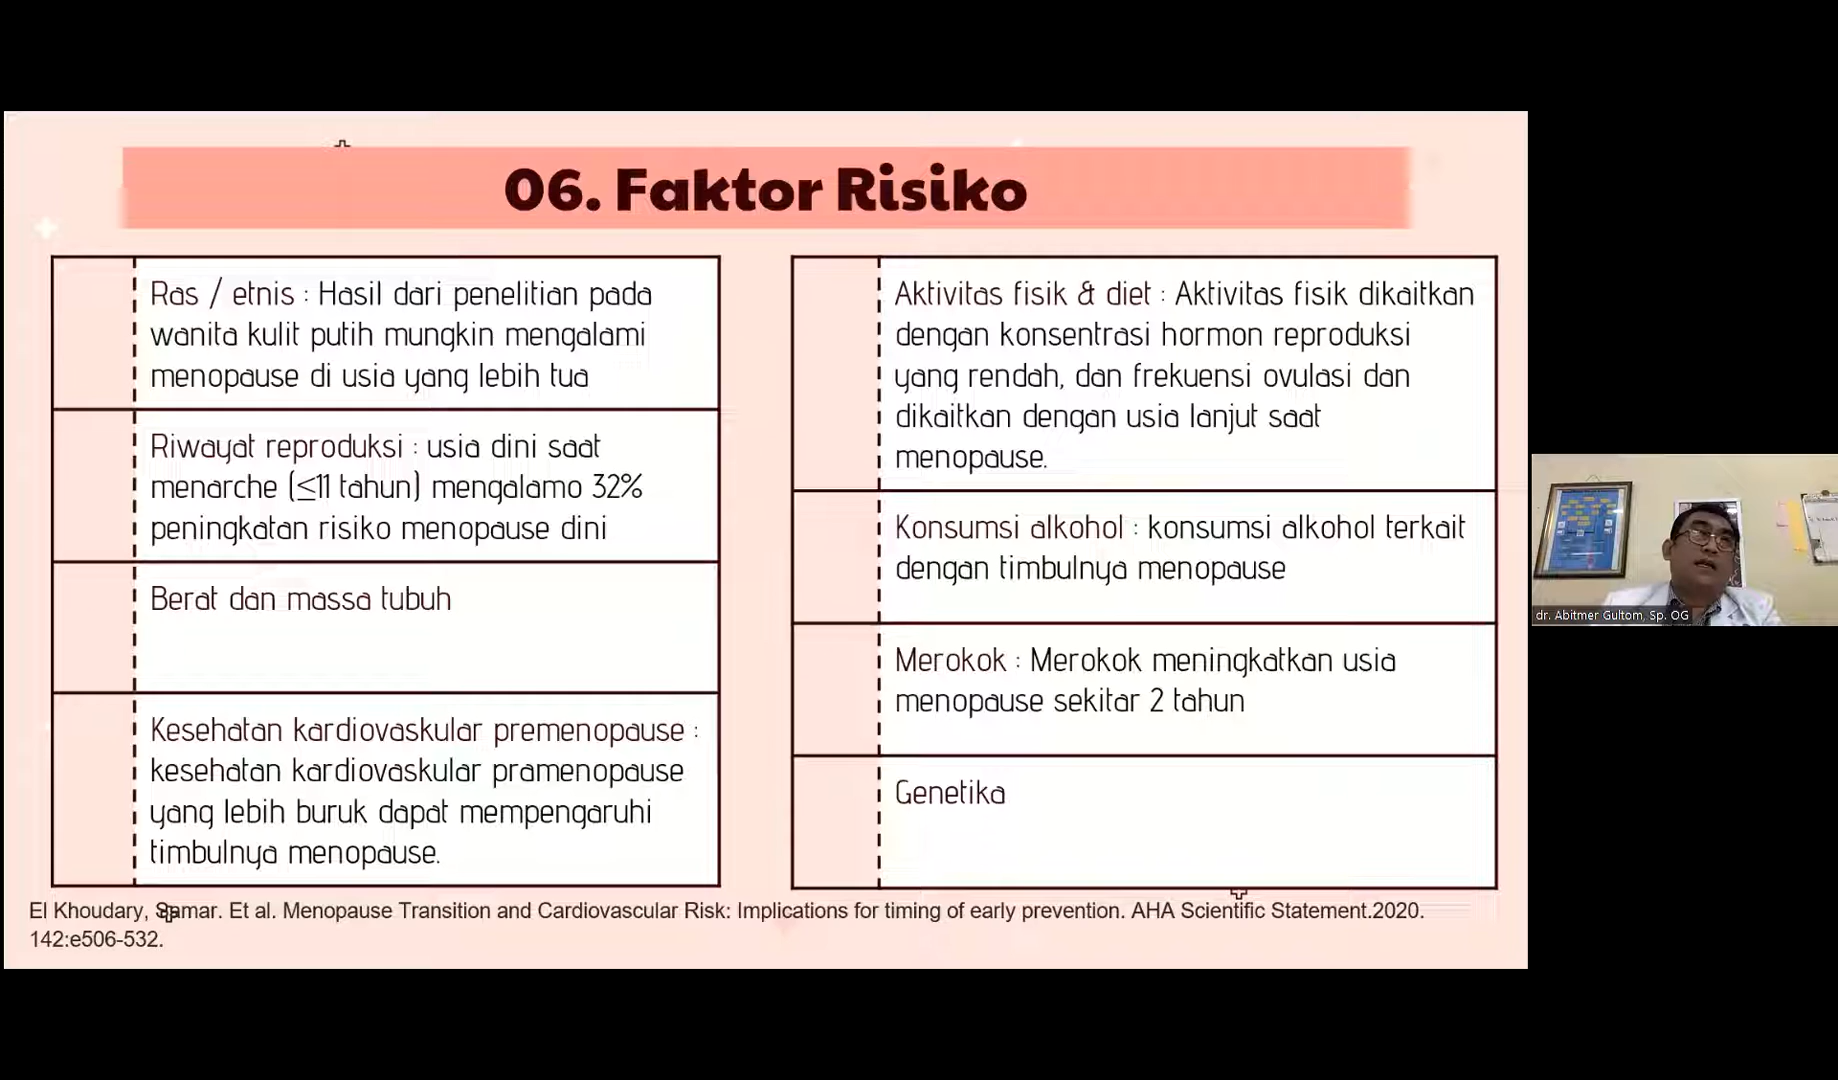 06. Faktor Risiko
Ras / etnis : Hasil dari penelitian pada
wanita kulit putih mungkin mengalami
menopause di usia yang lebih tua
Riwayat reproduksi : usia dini saat
menarche (≤11 tahun) mengalamo 32%
peningkatan risiko menopause dini
Berat dan massa tubuh
Kesehatan kardiovaskular premenopause :
kesehatan kardiovaskular pramenopause
yang lebih buruk dapat mempengaruhi
timbulnya menopause.
Aktivitas fisik & diet : Aktivitas fisik dikaitkan
dengan konsentrasi hormon reproduksi
yang rendah, dan frekuensi ovulasi dan
dikaitkan dengan usia lanjut saat
menopause.
Konsumsi alkohol : konsumsi alkohol terkait
dengan timbulnya menopause
Merokok : Merokok meningkatkan usia
menopause sekitar 2 tahun
Genetika
El Khoudary, Samar. Et al. Menopause Transition and Cardiovascular Risk: Implications for timing of early prevention. AHA Scientific Statement.2020.
142:e506-532.
dr. Abitmer Gultom, Sp. OG